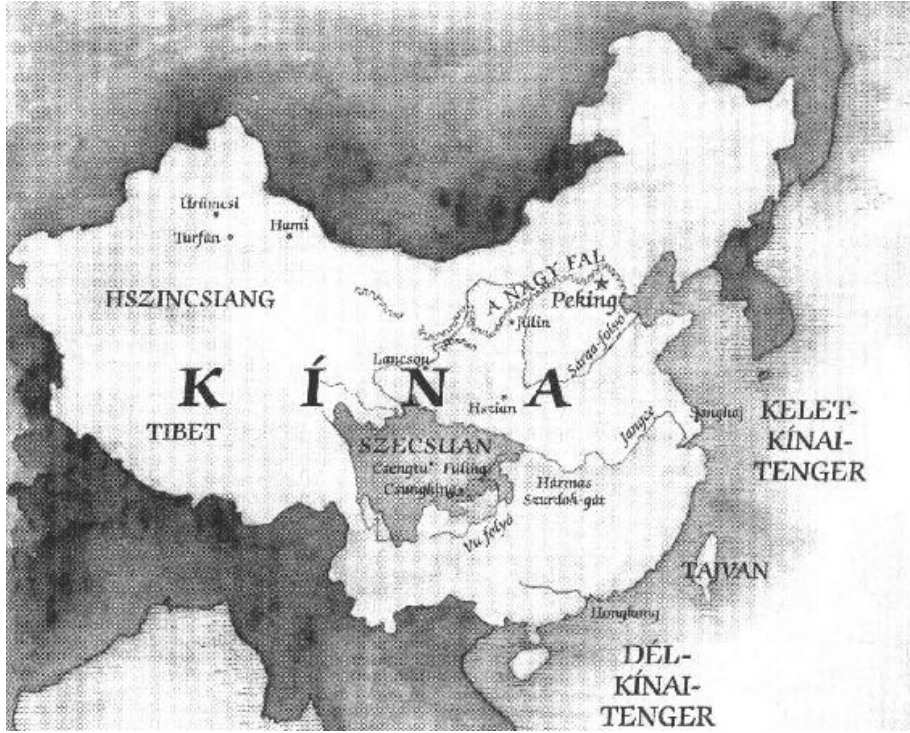 Ürümcsi
Turfán
Hami
HSZINCSIANG
A NAGY FAL
Peking
Jülin
Sárga-folyó
Lancsou
KÍNA
Hszian
TIBET
SZECSUAN
Csengtu
Fuling
Csungking
Jangce
Sanghaj
KELET-
KÍNAI-
TENGER
Hármas
Szurdok-gát
Vu folyó
TAJVAN
Hongkong
DÉL-
KÍNAI-
TENGER